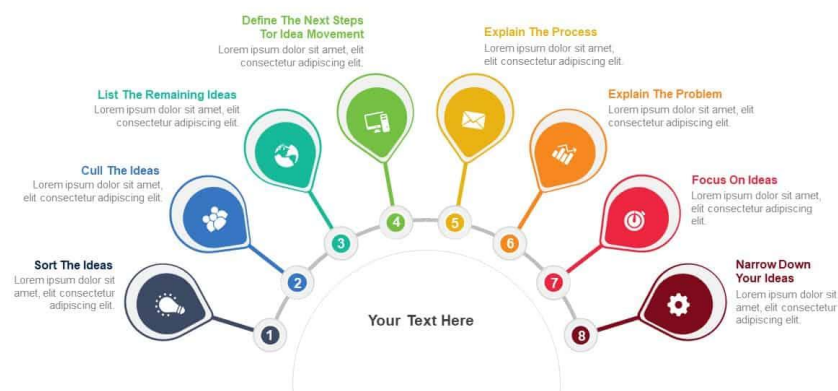 Sort The Ideas
Lorem ipsum dolor sit
amet, elit consectetur
adipiscing elit.
1
Cull The Ideas
Lorem ipsum dolor sit amet,
elit consectetur
adipiscing elit.
2
List The Remaining Ideas
Lorem ipsum dolor sit amet, elit
consectetur adipiscing elit.
3
Define The Next Steps
Tor Idea Movement
Lorem ipsum dolor sit amet, elit
consectetur adipiscing elit.
4
Explain The Process
Lorem ipsum dolor sit amet,
elit consectetur adipiscing elit.
5
Explain The Problem
Lorem ipsum dolor sit amet, elit
consectetur adipiscing elit.
6
Focus On Ideas
Lorem ipsum dolor sit amet,
elit consectetur adipiscing
elit.
7
Narrow Down
Your Ideas
Lorem ipsum dolor sit
amet, elit consectetur
adipiscing elit.
8
Your Text Here